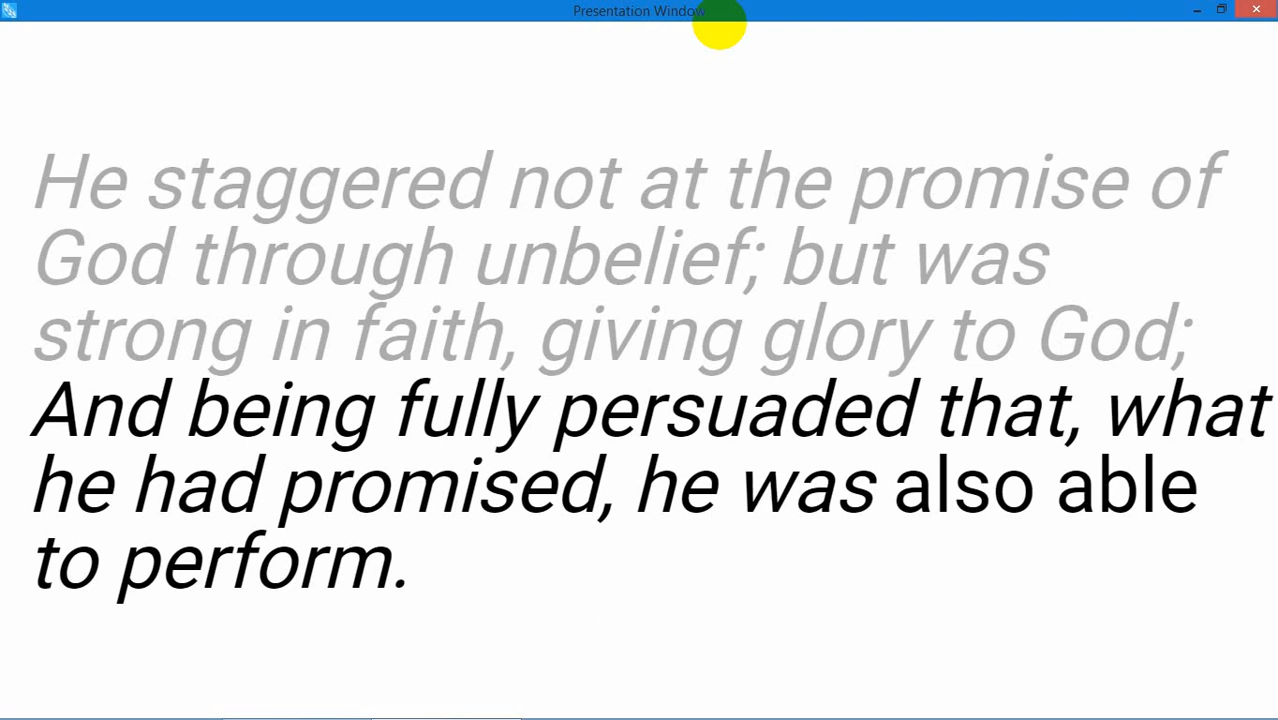 Presentation Window
He staggered not at the promise of
God through unbelief; but was
strong in faith, giving glory to God;
And being fully persuaded that, what
he had promised, he was also able
to perform.